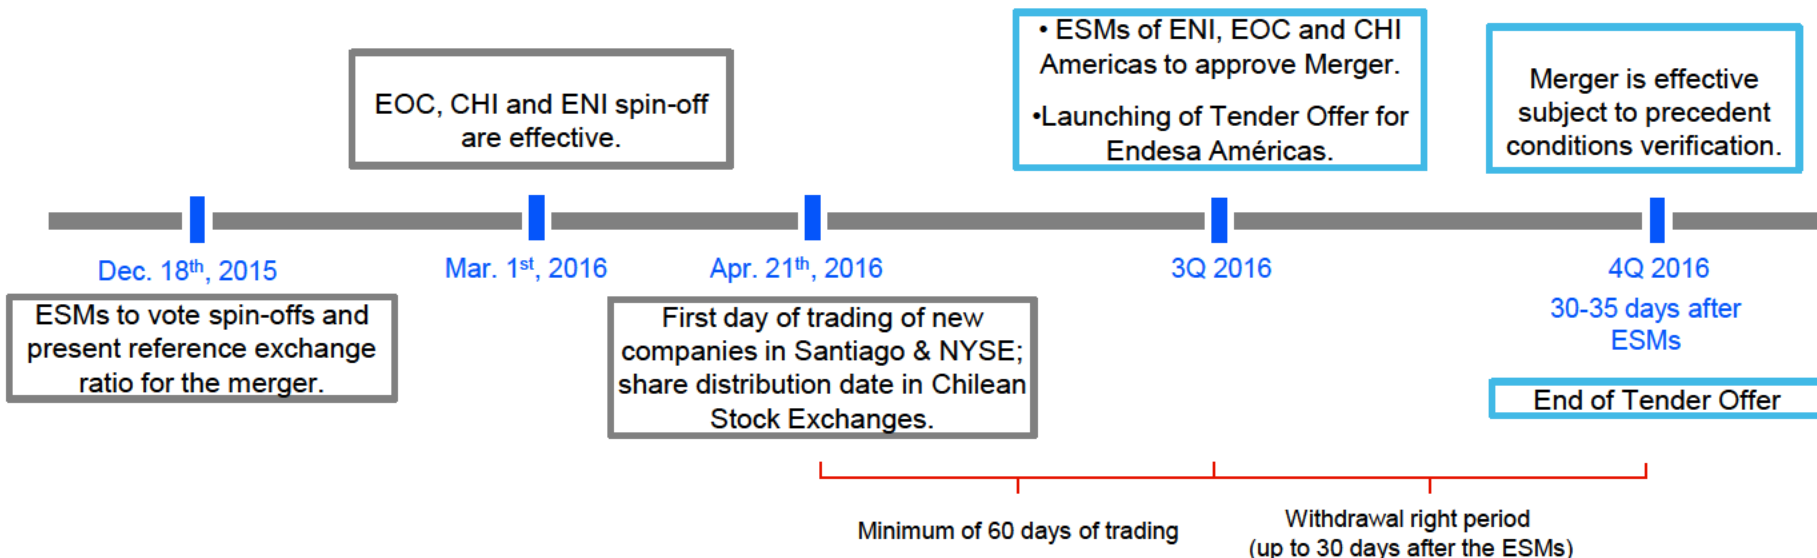 EOC, CHI and ENI spin-off
are effective.
• ESMs of ENI, EOC and CHI
Americas to approve Merger.
•Launching of Tender Offer for
Endesa Américas.
Merger is effective
subject to precedent
conditions verification.
Dec. 18th, 2015
Mar. 1st, 2016
Apr. 21th, 2016
3Q 2016
4Q 2016
30-35 days after
ESMs
ESMs to vote spin-offs and
present reference exchange
ratio for the merger.
First day of trading of new
companies in Santiago & NYSE;
share distribution date in Chilean
Stock Exchanges.
End of Tender Offer
Minimum of 60 days of trading
Withdrawal right period
(up to 30 days after the ESMs)